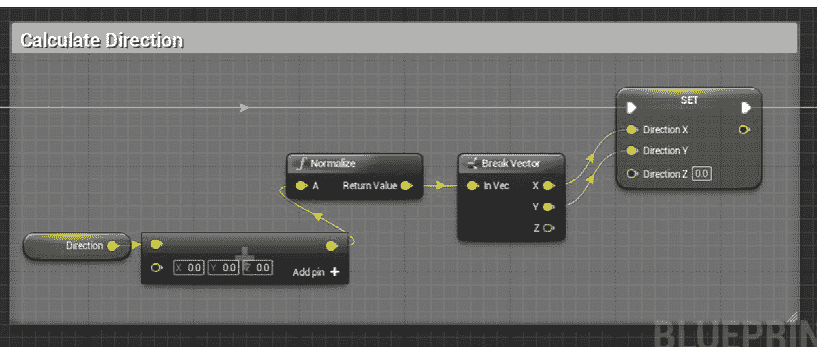 Calculate Direction
SET
Direction X
Direction Y
Direction Z 0.0
Normalize
A Return Value
Break Vector
In Vec X
Y
Z
Direction
X 0.0 Y 0.0 Z 0.0
Add pin +
BLUEPRIN